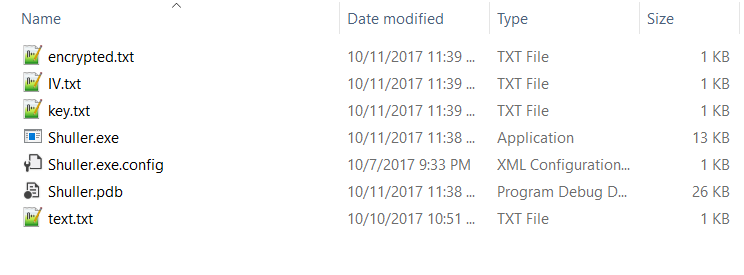 Name Date modified Type Size
encrypted.txt 10/11/2017 11:39 ... TXT File 1 KB
IV.txt 10/11/2017 11:39 ... TXT File 1 KB
key.txt 10/11/2017 11:39 ... TXT File 1 KB
Shuller.exe 10/11/2017 11:38 ... Application 13 KB
Shuller.exe.config 10/7/2017 9:33 PM XML Configuration... 1 KB
Shuller.pdb 10/11/2017 11:38 ... Program Debug D... 26 KB
text.txt 10/10/2017 10:51 ... TXT File 1 KB